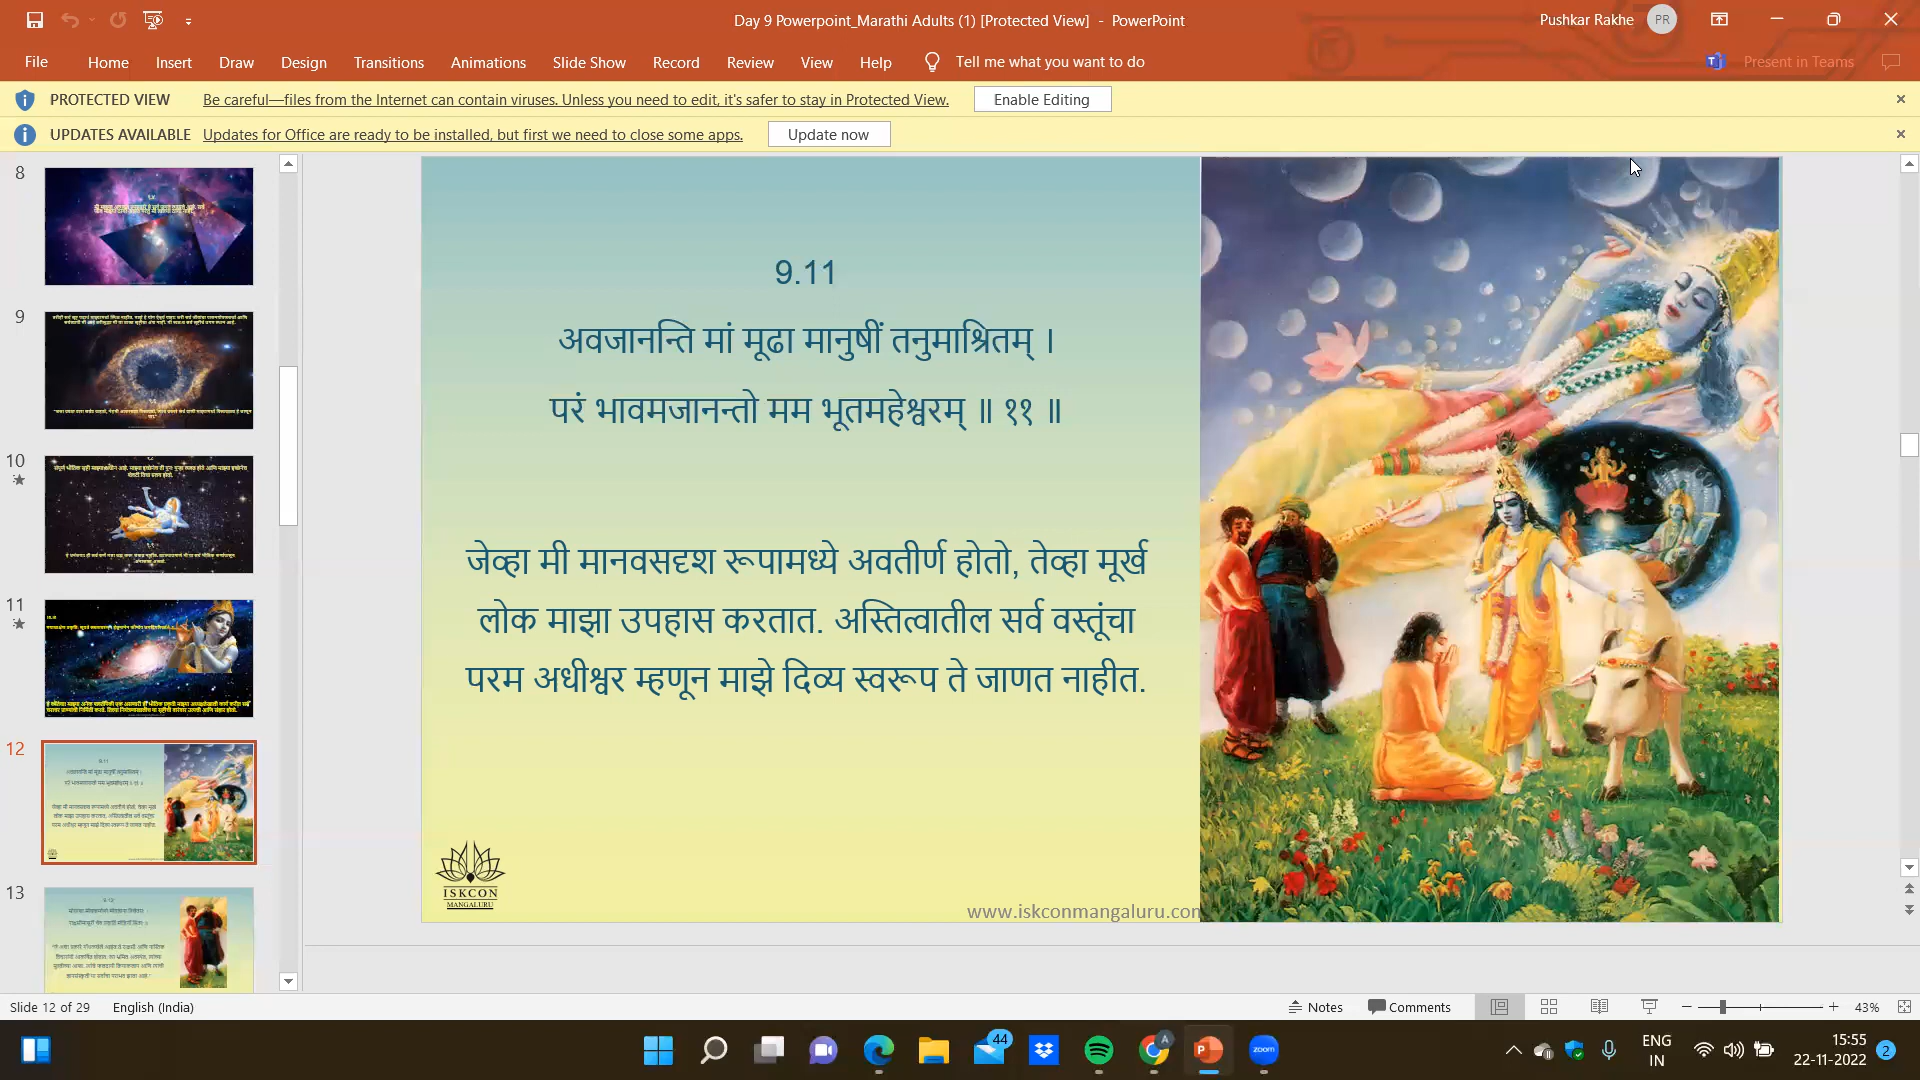 Day 9 Powerpoint_Marathi Adults (1) [Protected View] - PowerPoint
Pushkar Rakhe
PR
File Home Insert Draw Design Transitions Animations Slide Show Record Review View Help Tell me what you want to do
Present in Teams
PROTECTED VIEW Be careful—files from the Internet can contain viruses. Unless you need to edit, it's safer to stay in Protected View. Enable Editing
UPDATES AVAILABLE Updates for Office are ready to be installed, but first we need to close some apps. Update now
8
9
10
11
12
13
9.11
अवजानन्ति मां मूढा मानुषीं तनुमाश्रितम् ।
परं भावमजानन्तो मम भूतमहेश्वरम् ॥ ११ ॥
जेव्हा मी मानवसदृश रूपामध्ये अवतीर्ण होतो, तेव्हा मूर्ख
लोक माझा उपहास करतात. अस्तित्वातील सर्व वस्तूंचा
परम अधीश्वर म्हणून माझे दिव्य स्वरूप ते जाणत नाहीत.
ISKCON
MANGALURU
www.iskconmangaluru.con
Slide 12 of 29 English (India)
Notes Comments 43%
44
zoom
ENG
IN
15:55
22-11-2022
2